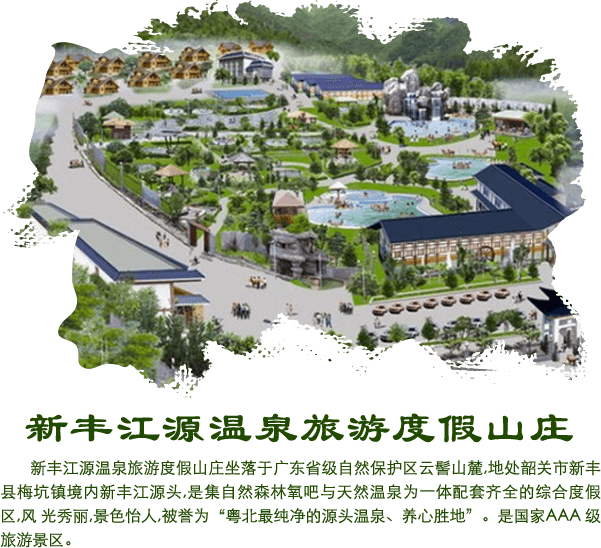 新丰江源温泉旅游度假山庄
新丰江源温泉旅游度假山庄坐落于广东省级自然保护区云髻山麓,地处韶关市新丰
县梅坑镇境内新丰江源头,是集自然森林氧吧与天然温泉为一体配套齐全的综合度假
区,风 光秀丽,景色怡人,被誉为“粤北最纯净的源头温泉、养心胜地”。是国家AAA 级
旅游景区。